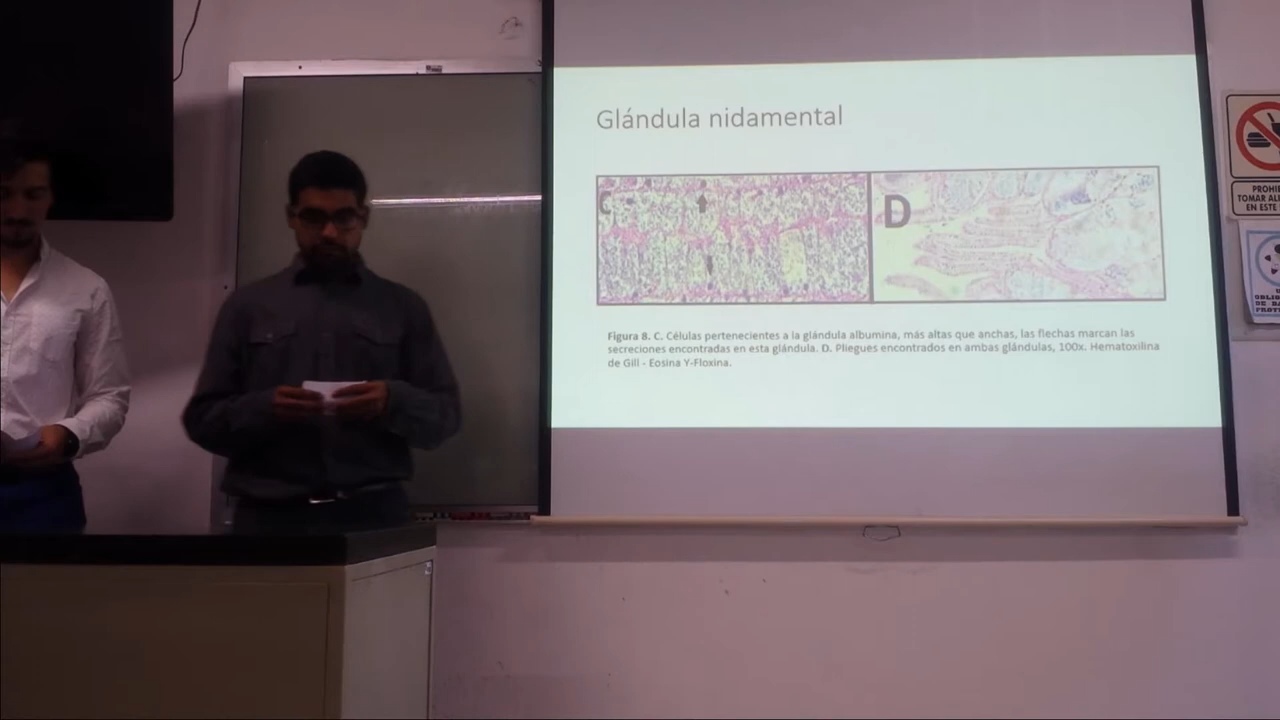 Glándula nidamental
C
D
Figura 8. C. Células pertenecientes a la glándula albumina, más altas que anchas, las flechas marcan las
secreciones encontradas en esta glándula. D. Pliegues encontrados en ambas glándulas, 100x. Hematoxilina
de Gill - Eosina Y-Floxina.
PROHI
TOMAR AL
EN ESTE